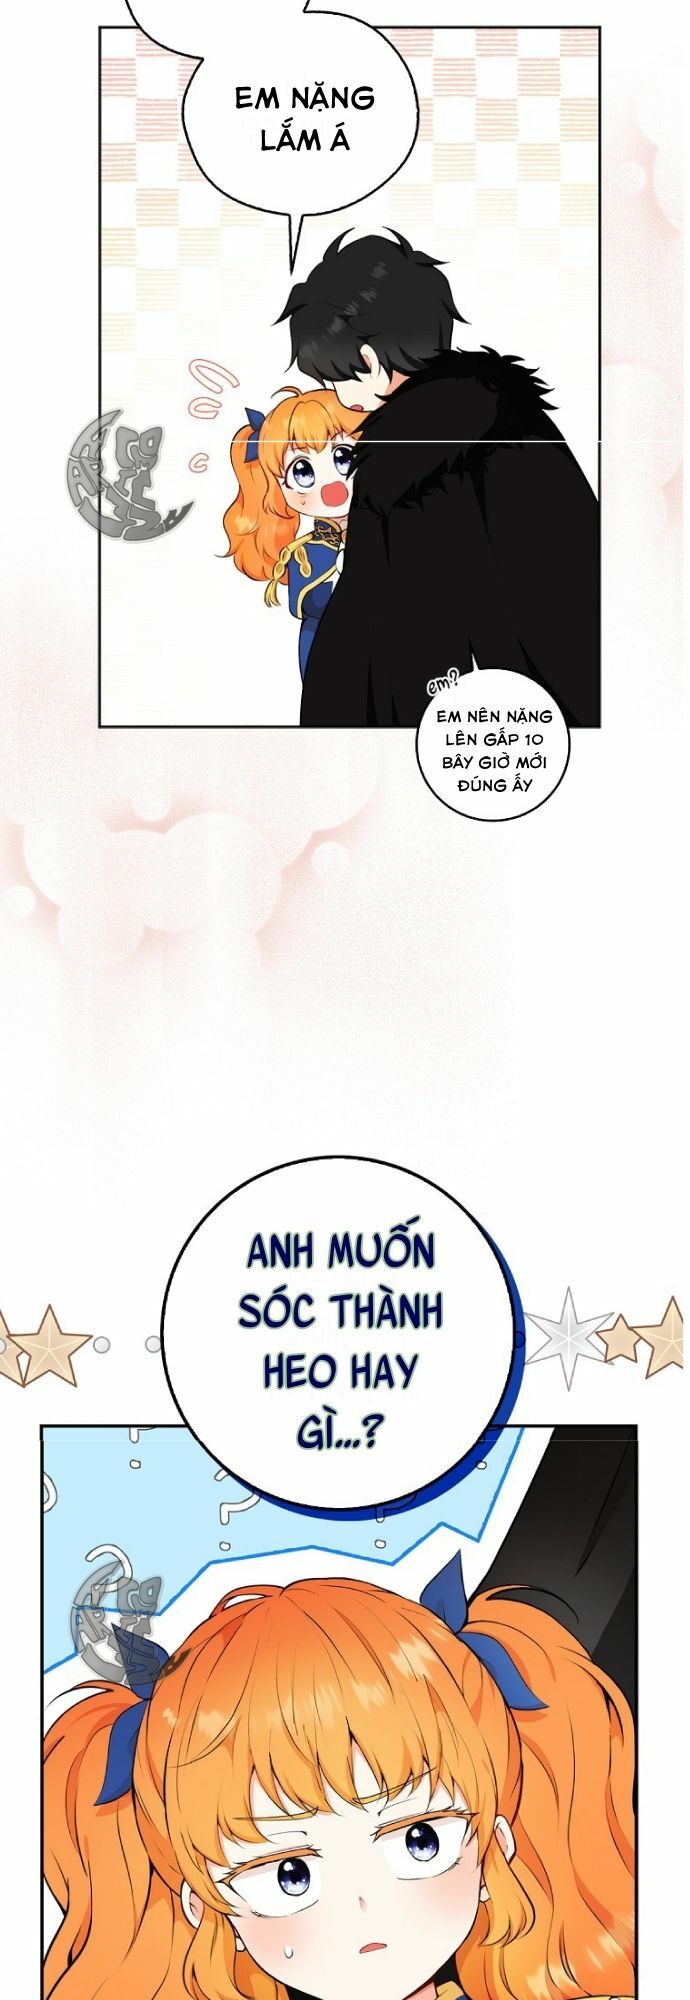 EM NẶNG
LẮM Á
em?
EM NÊN NẶNG
LÊN GẤP 10
BÂY GIỜ MỚI
ĐÚNG ẤY
ANH MUỐN
SÓC THÀNH
HEO HAY
GÌ...?